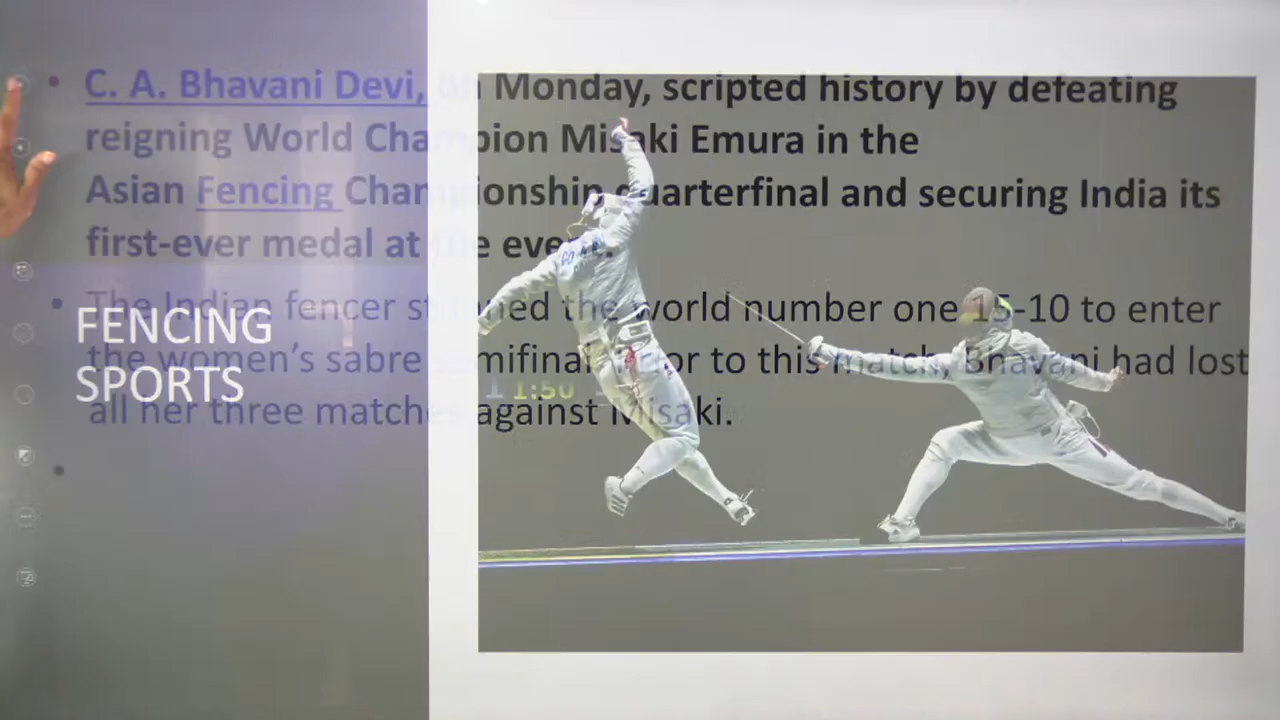 C. A. Bhavani Devi, on Monday, scripted history by defeating
reigning World Champion Misaki Emura in the
Asian Fencing Championship quarterfinal and securing India its
first-ever medal at the event.
The Indian fencer stunned the world number one 15-10 to enter
the women's sabre semifinal. Prior to this match, Bhavani had lost
all her three matches against Misaki.
FENCING
SPORTS
1:50